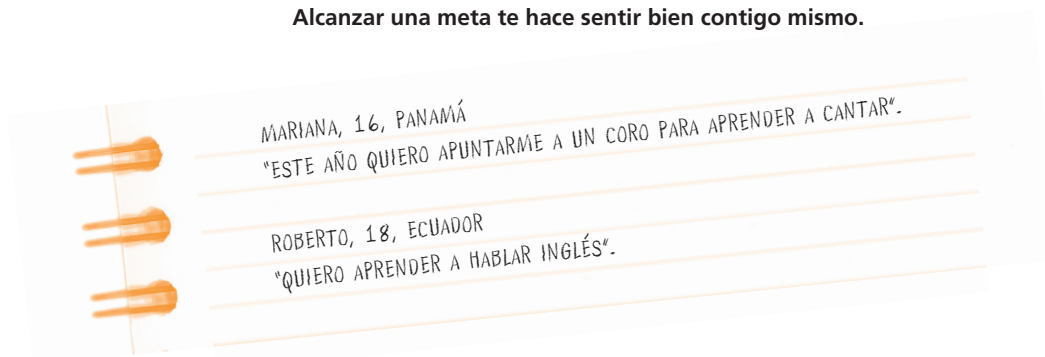 Alcanzar una meta te hace sentir bien contigo mismo.
MARIANA, 16, PANAMÁ
"ESTE AÑO QUIERO APUNTARME A UN CORO PARA APRENDER A CANTAR".
ROBERTO, 18, ECUADOR
"QUIERO APRENDER A HABLAR INGLÉS".